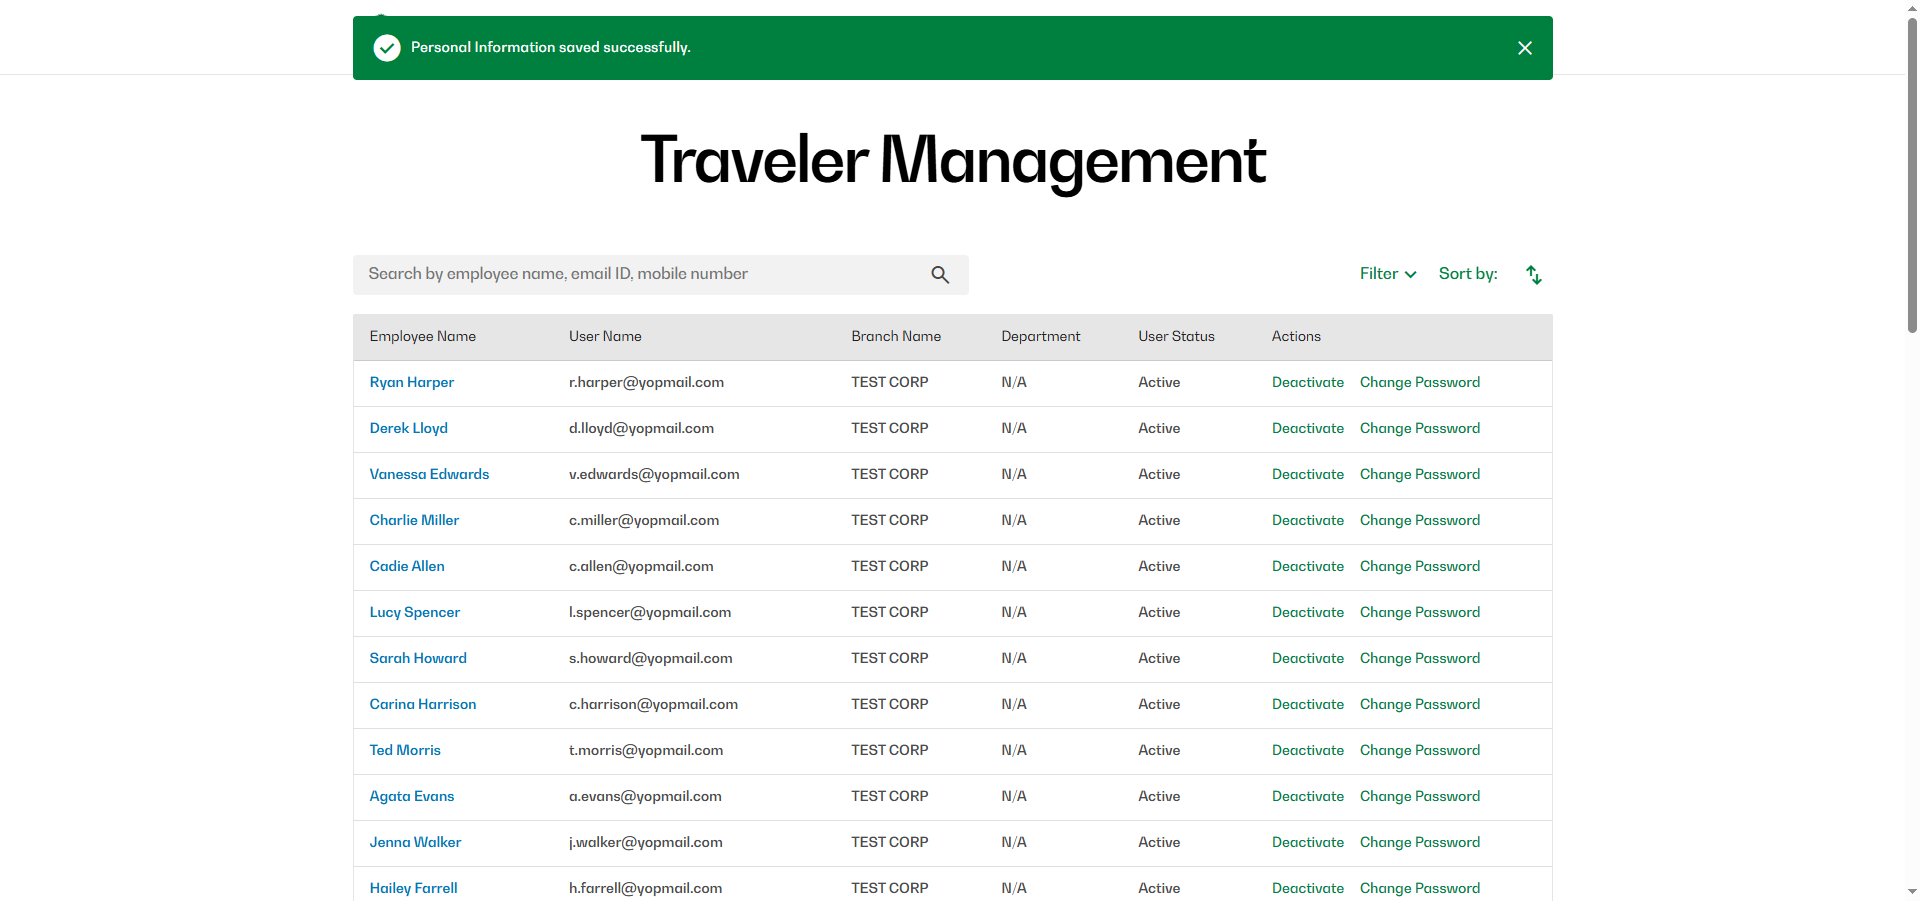 Personal Information saved successfully.
Traveler Management
Search by employee name, email ID, mobile number
Filter Sort by:
Employee Name User Name Branch Name Department User Status Actions
Ryan Harper r.harper@yopmail.com TEST CORP N/A Active Deactivate Change Password
Derek Lloyd d.lloyd@yopmail.com TEST CORP N/A Active Deactivate Change Password
Vanessa Edwards v.edwards@yopmail.com TEST CORP N/A Active Deactivate Change Password
Charlie Miller c.miller@yopmail.com TEST CORP N/A Active Deactivate Change Password
Cadie Allen c.allen@yopmail.com TEST CORP N/A Active Deactivate Change Password
Lucy Spencer l.spencer@yopmail.com TEST CORP N/A Active Deactivate Change Password
Sarah Howard s.howard@yopmail.com TEST CORP N/A Active Deactivate Change Password
Carina Harrison c.harrison@yopmail.com TEST CORP N/A Active Deactivate Change Password
Ted Morris t.morris@yopmail.com TEST CORP N/A Active Deactivate Change Password
Agata Evans a.evans@yopmail.com TEST CORP N/A Active Deactivate Change Password
Jenna Walker j.walker@yopmail.com TEST CORP N/A Active Deactivate Change Password
Hailey Farrell h.farrell@yopmail.com TEST CORP N/A Active Deactivate Change Password